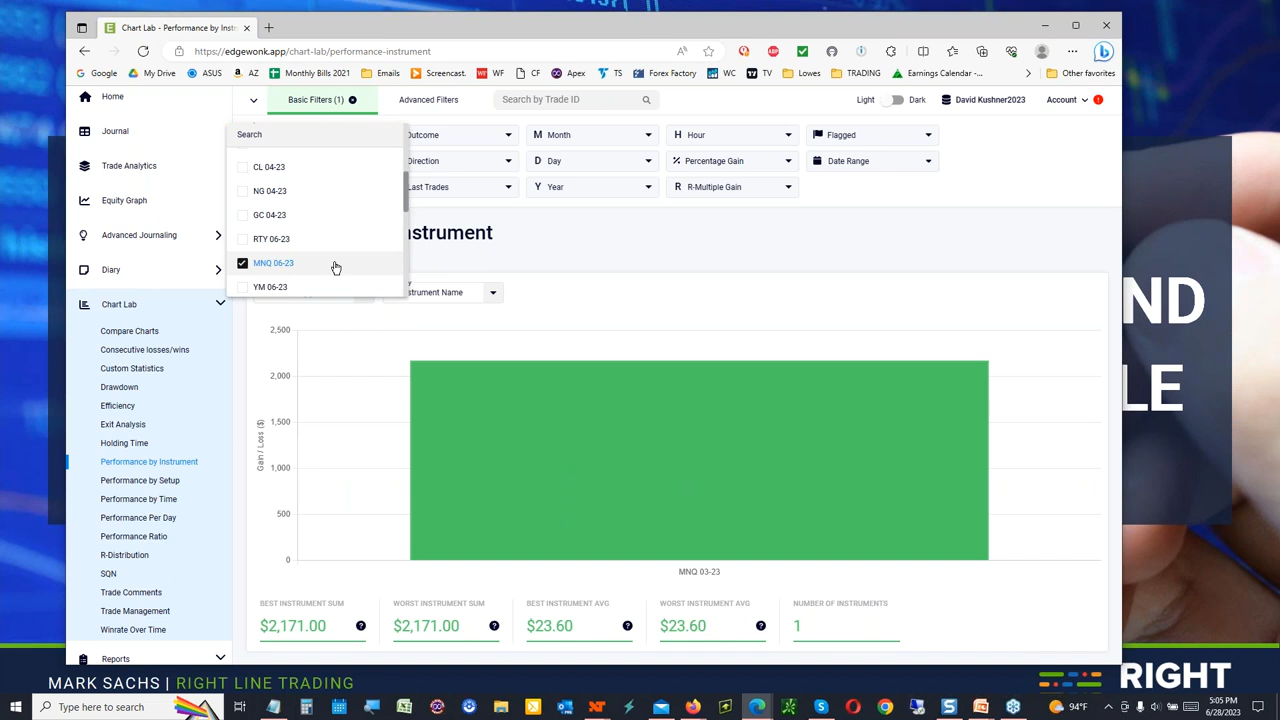 Chart Lab - Performance by Instr
https://edgewonk.app/chart-lab/performance-instrument
Google
My Drive
ASUS
AZ
Monthly Bills 2021
Emails
Screencast.
WF
CF
Apex
TS
Forex Factory
WC
TV
Lowes
TRADING
Earnings Calendar -...
Other favorites
Home
Basic Filters (1)
Advanced Filters
Search by Trade ID
Light
Dark
David Kushner2023
Account
1
Journal
Trade Analytics
Equity Graph
Advanced Journaling
Diary
Chart Lab
Compare Charts
Consecutive losses/wins
Custom Statistics
Drawdown
Efficiency
Exit Analysis
Holding Time
Performance by Instrument
Performance by Setup
Performance by Time
Performance Per Day
Performance Ratio
R-Distribution
SQN
Trade Comments
Trade Management
Winrate Over Time
Reports
Search
CL 04-23
NG 04-23
GC 04-23
RTY 06-23
MNQ 06-23
YM 06-23
Outcome
M Month
H Hour
Flagged
Direction
D Day
Percentage Gain
Date Range
Last Trades
Y Year
R R-Multiple Gain
nstrument
strument Name
2,500
2,000
1,500
1,000
500
0
Gain / Loss ($)
MNQ 03-23
BEST INSTRUMENT SUM
WORST INSTRUMENT SUM
BEST INSTRUMENT AVG
WORST INSTRUMENT AVG
NUMBER OF INSTRUMENTS
$2,171.00
$2,171.00
$23.60
$23.60
1
ND
LE
MARK SACHS | RIGHT LINE TRADING
RIGHT
Type here to search
94°F
5:05 PM
6/28/2023